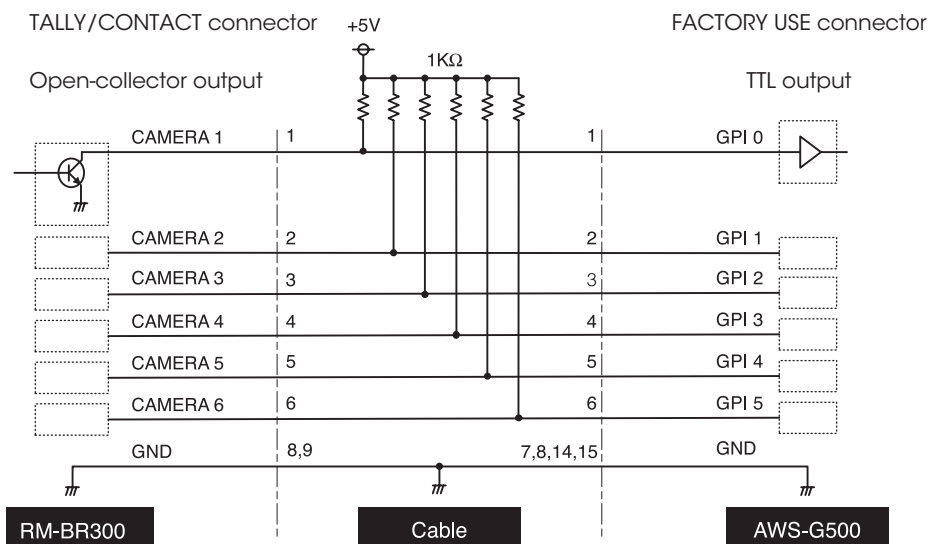 TALLY/CONTACT connector
+5V
FACTORY USE connector
1KΩ
Open-collector output
TTL output
CAMERA 1 1 1 GPI 0
CAMERA 2 2 2 GPI 1
CAMERA 3 3 3 GPI 2
CAMERA 4 4 4 GPI 3
CAMERA 5 5 5 GPI 4
CAMERA 6 6 6 GPI 5
GND 8,9 7,8,14,15 GND
RM-BR300 Cable AWS-G500